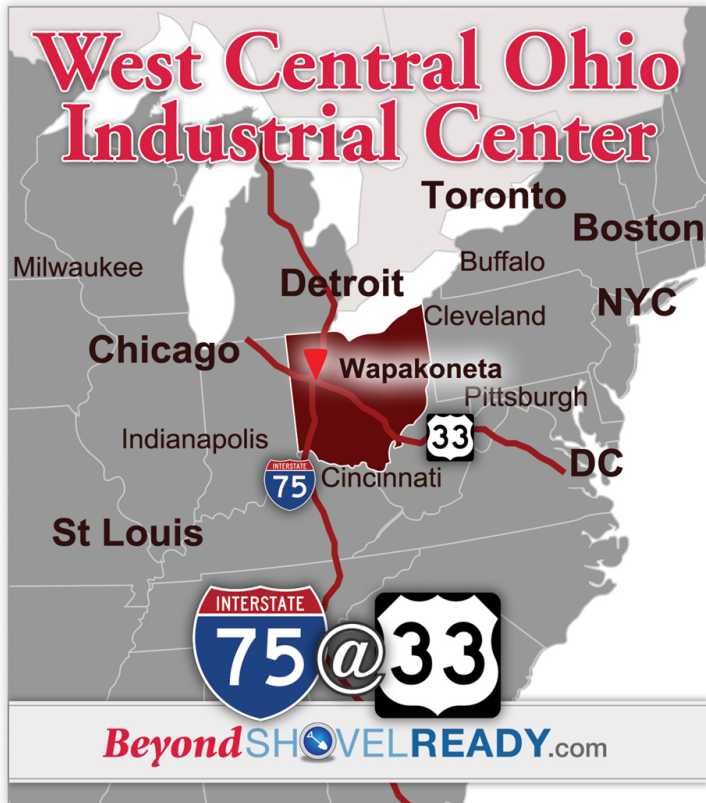 West Central Ohio
Industrial Center
Toronto
Boston
Milwaukee
Buffalo
Detroit
NYC
Cleveland
Chicago
Wapakoneta
Pittsburgh
33
Indianapolis
DC
INTERSTATE
75
Cincinnati
St Louis
INTERSTATE
75@33
BeyondSHOVELREADY.com